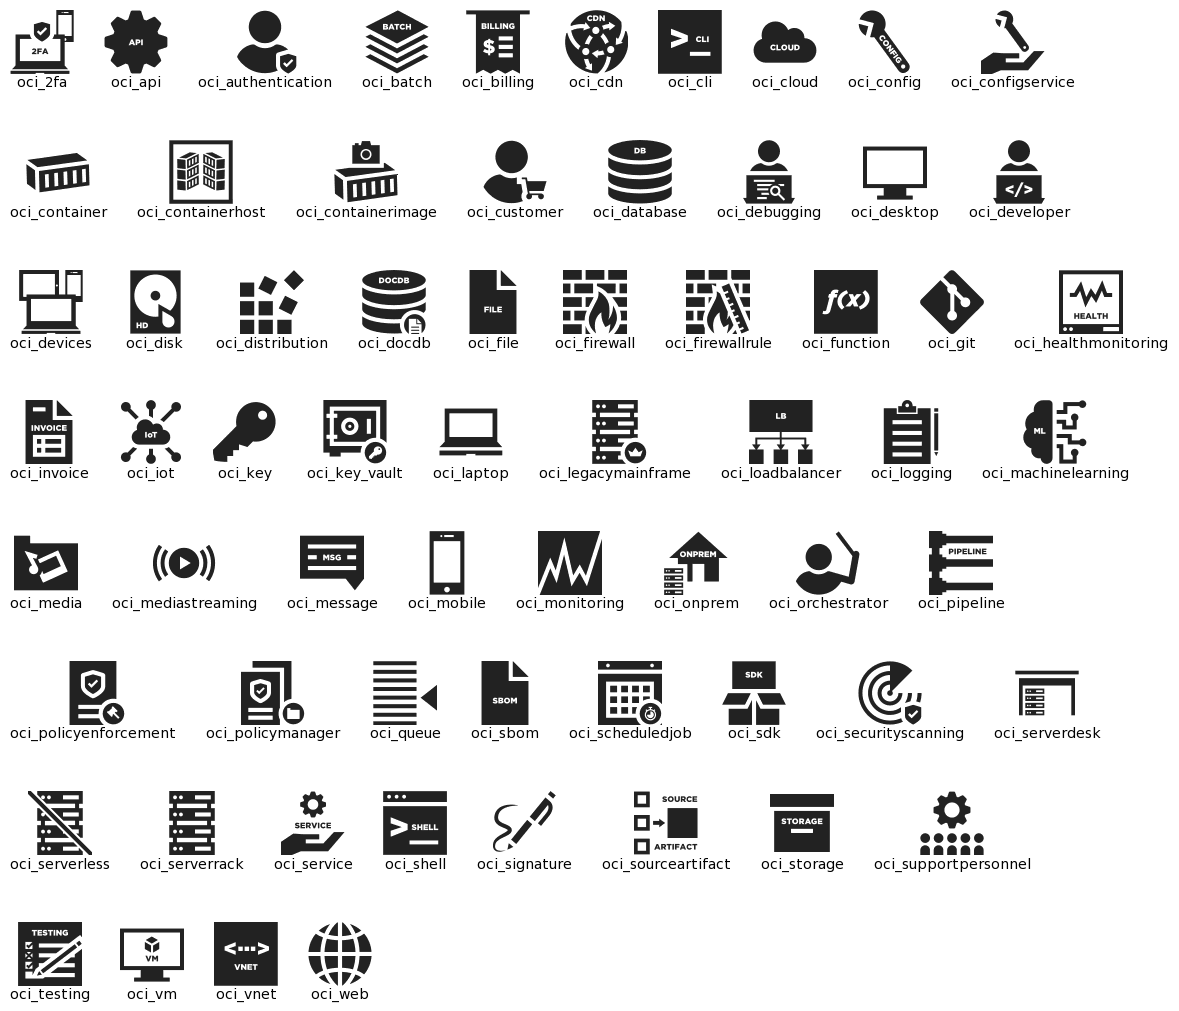 2FA API BATCH BILLING $ CDN >_ CLI CLOUD CONFIG
oci_2fa oci_api oci_authentication oci_batch oci_billing oci_cdn oci_cli oci_cloud oci_config oci_configservice
DB </>
oci_container oci_containerhost oci_containerimage oci_customer oci_database oci_debugging oci_desktop oci_developer
HD DOCDB FILE f(x) HEALTH
oci_devices oci_disk oci_distribution oci_docdb oci_file oci_firewall oci_firewallrule oci_function oci_git oci_healthmonitoring
INVOICE IoT LB ML
oci_invoice oci_iot oci_key oci_key_vault oci_laptop oci_legacymainframe oci_loadbalancer oci_logging oci_machinelearning
MSG ONPREM PIPELINE
oci_media oci_mediastreaming oci_message oci_mobile oci_monitoring oci_onprem oci_orchestrator oci_pipeline
SBOM SDK
oci_policyenforcement oci_policymanager oci_queue oci_sbom oci_scheduledjob oci_sdk oci_securityscanning oci_serverdesk
SERVICE >_ SHELL SOURCE ARTIFACT STORAGE
oci_serverless oci_serverrack oci_service oci_shell oci_signature oci_sourceartifact oci_storage oci_supportpersonnel
TESTING VM <···> VNET
oci_testing oci_vm oci_vnet oci_web